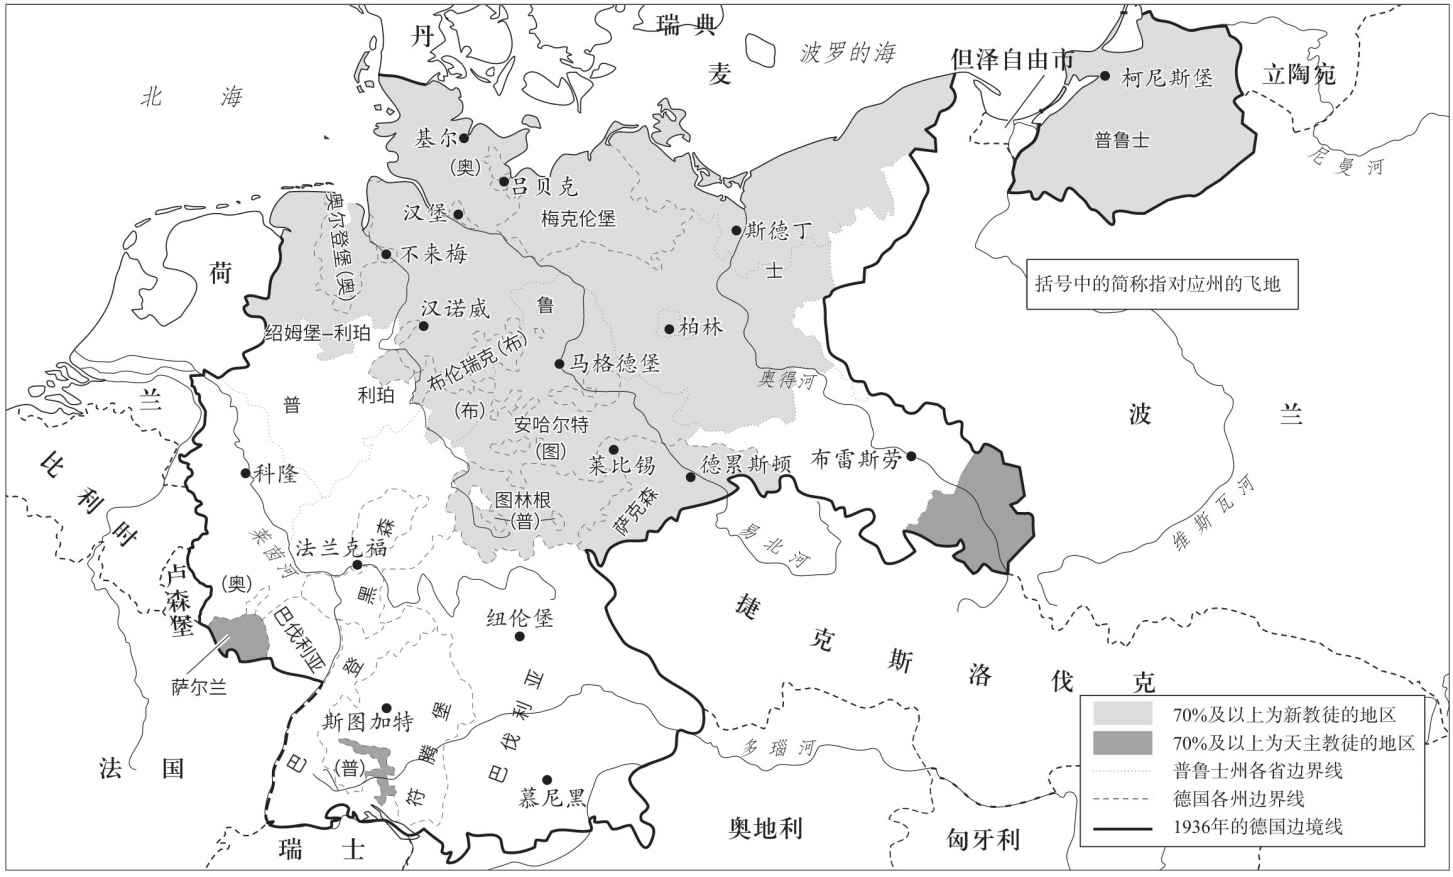 丹
麦
瑞典
波罗的海
北海
但泽自由市
立陶宛
柯尼斯堡
普鲁士
尼曼河
基尔
(奥)
吕贝克
汉堡
梅克伦堡
斯德丁
奥尔登堡(奥)
不来梅
荷
兰
士
括号中的简称指对应州的飞地
汉诺威
鲁
柏林
绍姆堡–利珀
布伦瑞克(布)
马格德堡
奥得河
利珀
普
(布)
安哈尔特
(图)
波兰
比利时
科隆
莱比锡
德累斯顿
布雷斯劳
图林根
(普)
萨克森
易北河
维斯瓦河
莱茵河
法兰克福
黑森
卢森堡
(奥)
巴伐利亚
纽伦堡
捷克斯洛伐克
萨尔兰
斯图加特
巴登
(普)
符腾堡
巴伐利亚
慕尼黑
多瑙河
法国
瑞士
奥地利
匈牙利
70%及以上为新教徒的地区
70%及以上为天主教徒的地区
普鲁士州各省边界线
德国各州边界线
1936年的德国边境线